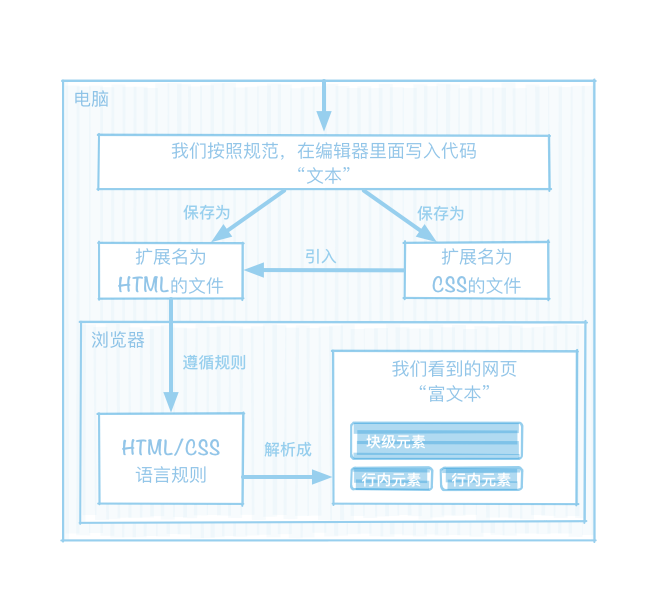 电脑
我们按照规范，在编辑器里面写入代码
“文本”
保存为
保存为
扩展名为
HTML的文件
引入
扩展名为
CSS的文件
浏览器
遵循规则
我们看到的网页
“富文本”
HTML/CSS
语言规则
解析成
块级元素
行内元素
行内元素